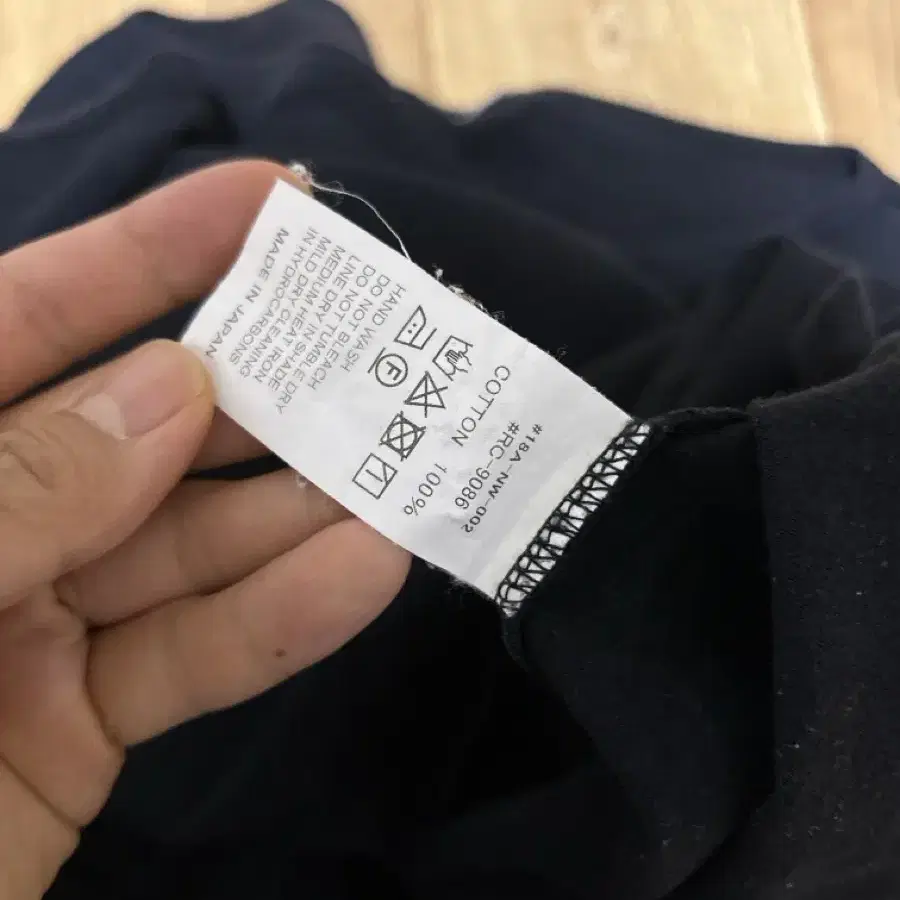 #18A-NW-002
#RC-9086
COTTON 100%
HAND WASH
DO NOT BLEACH
DO NOT TUMBLE DRY
LINE DRY IN SHADE
MEDIUM HEAT IRON
MILD DRY CLEANING
IN HYDROCARBONS
MADE IN JAPAN